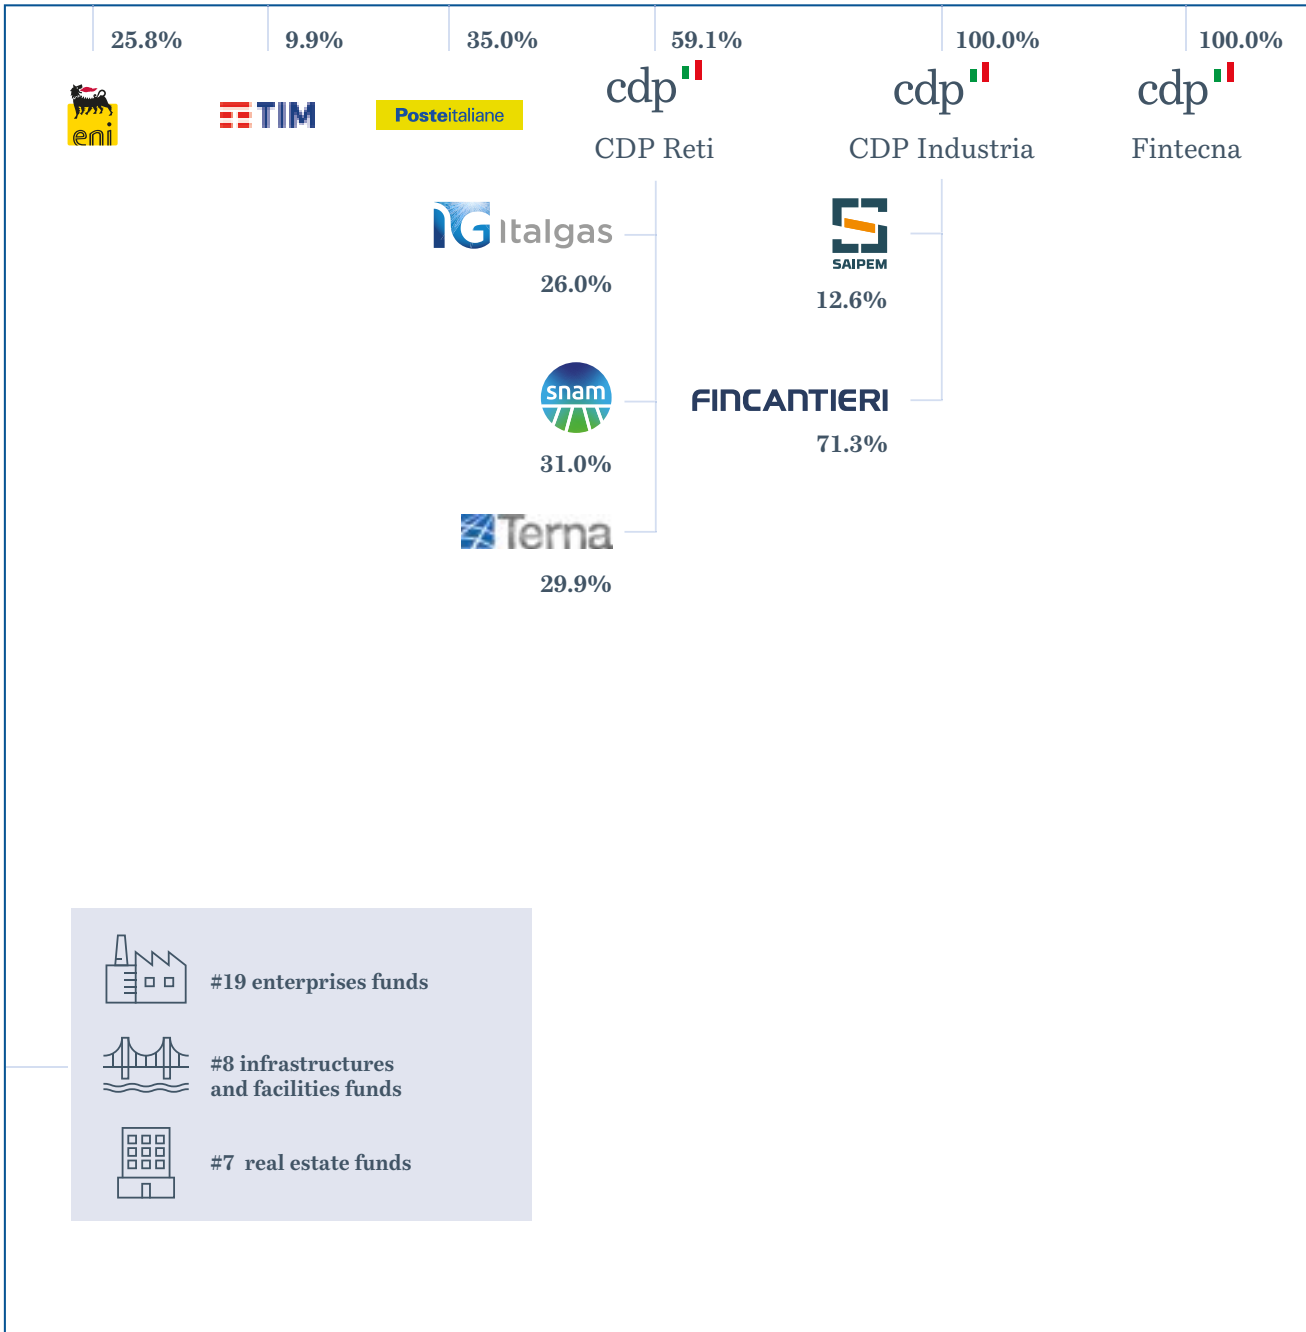 25.8%
9.9%
35.0%
59.1%
100.0%
100.0%
eni
TIM
Posteitaliane
cdp
cdp
cdp
CDP Reti
CDP Industria
Fintecna
IG Italgas
26.0%
SAIPEM
12.6%
snam
31.0%
FINCANTIERI
71.3%
Terna
29.9%
#19 enterprises funds
#8 infrastructures
and facilities funds
#7 real estate funds